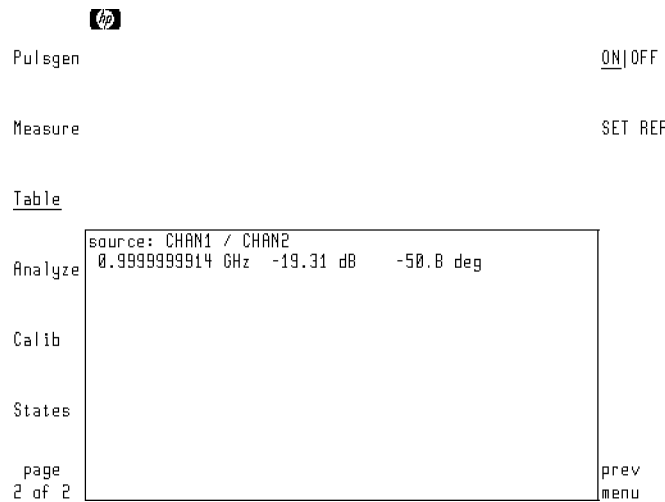 hp
Pulsgen
ON|OFF
Measure
SET REF
Table
source: CHAN1 / CHAN2
0.9999999914 GHz -19.31 dB -50.8 deg
Analyze
Calib
States
page
2 of 2
prev
menu